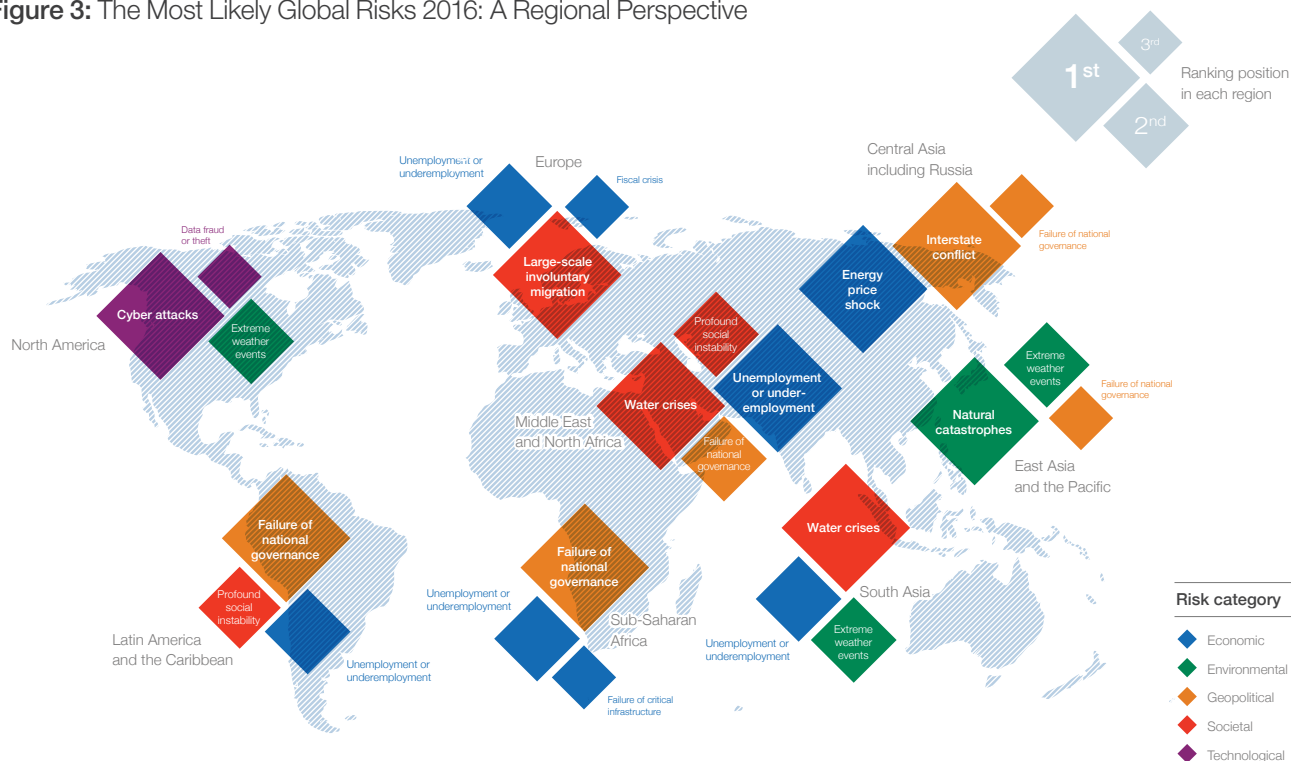 Figure 3: The Most Likely Global Risks 2016: A Regional Perspective
1st
3rd
2nd
Ranking position
in each region
Central Asia
including Russia
Interstate
conflict
Failure of national
governance
Energy
price
shock
Europe
Unemployment or
underemployment
Fiscal crisis
Large-scale
involuntary
migration
Data fraud
or theft
Cyber attacks
Extreme
weather
events
North America
Profound
social
instability
Water crises
Unemployment
or under-
employment
Failure of
national
governance
Middle East
and North Africa
Extreme
weather
events
Failure of national
governance
Natural
catastrophes
East Asia
and the Pacific
Failure of
national
governance
Profound
social
instability
Latin America
and the Caribbean
Unemployment or
underemployment
Failure of
national
governance
Unemployment or
underemployment
Sub-Saharan
Africa
Failure of critical
infrastructure
Water crises
South Asia
Unemployment or
underemployment
Extreme
weather
events
Risk category
Economic
Environmental
Geopolitical
Societal
Technological